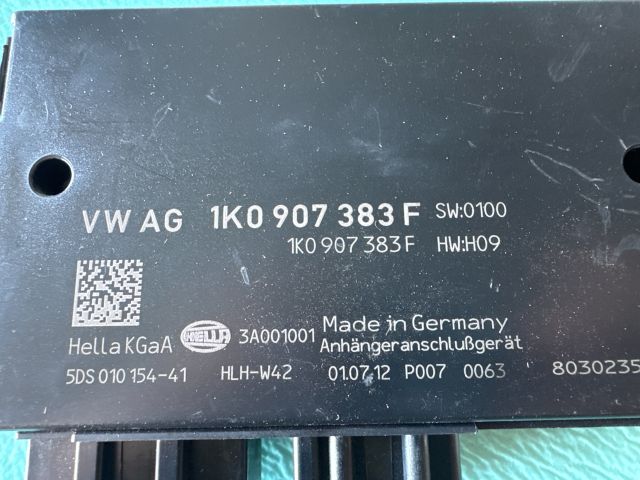 VW AG 1K0 907 383 F SW:0100
1K0 907 383 F HW:H09
Hella KGaA HELLA 3A001001 Made in Germany
Anhängeranschlußgerät
5DS 010 154-41 HLH-W42 01.07.12 P007 0063 8030235